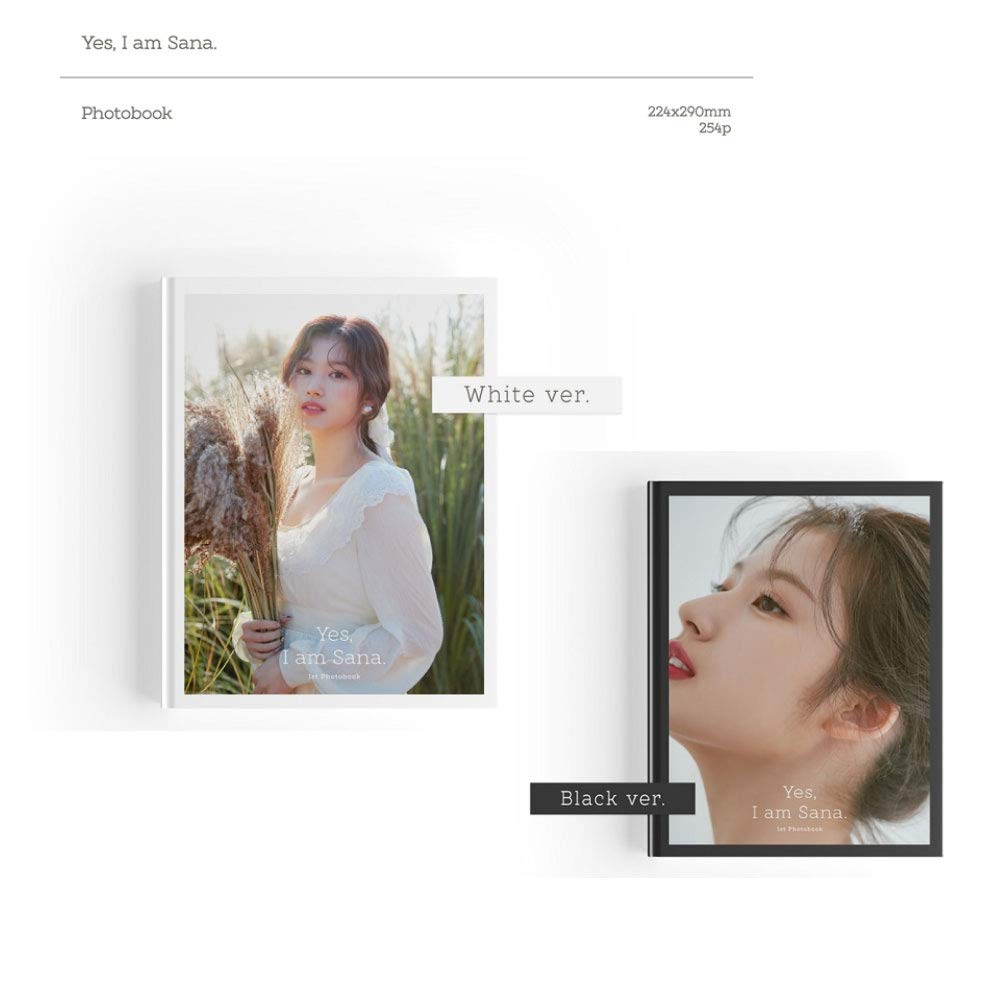 Yes, I am Sana.
Photobook
224x290mm
254p
White ver.
Yes,
I am Sana.
1st Photobook
Black ver.
Yes,
I am Sana.
1st Photobook